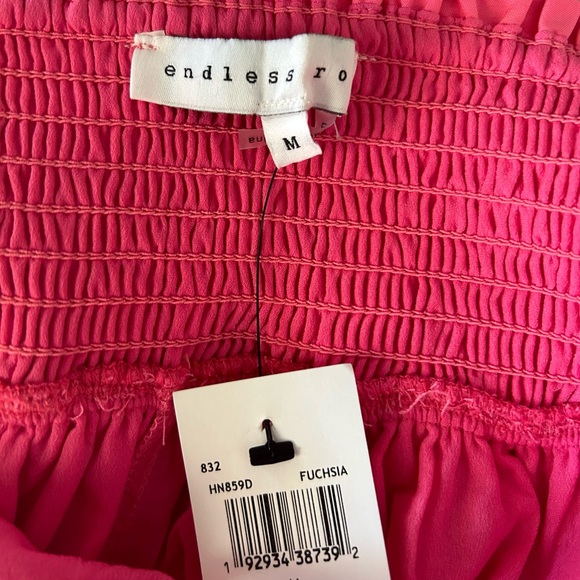 endless ro
M
832
HN859D FUCHSIA
1 92934 38739 2